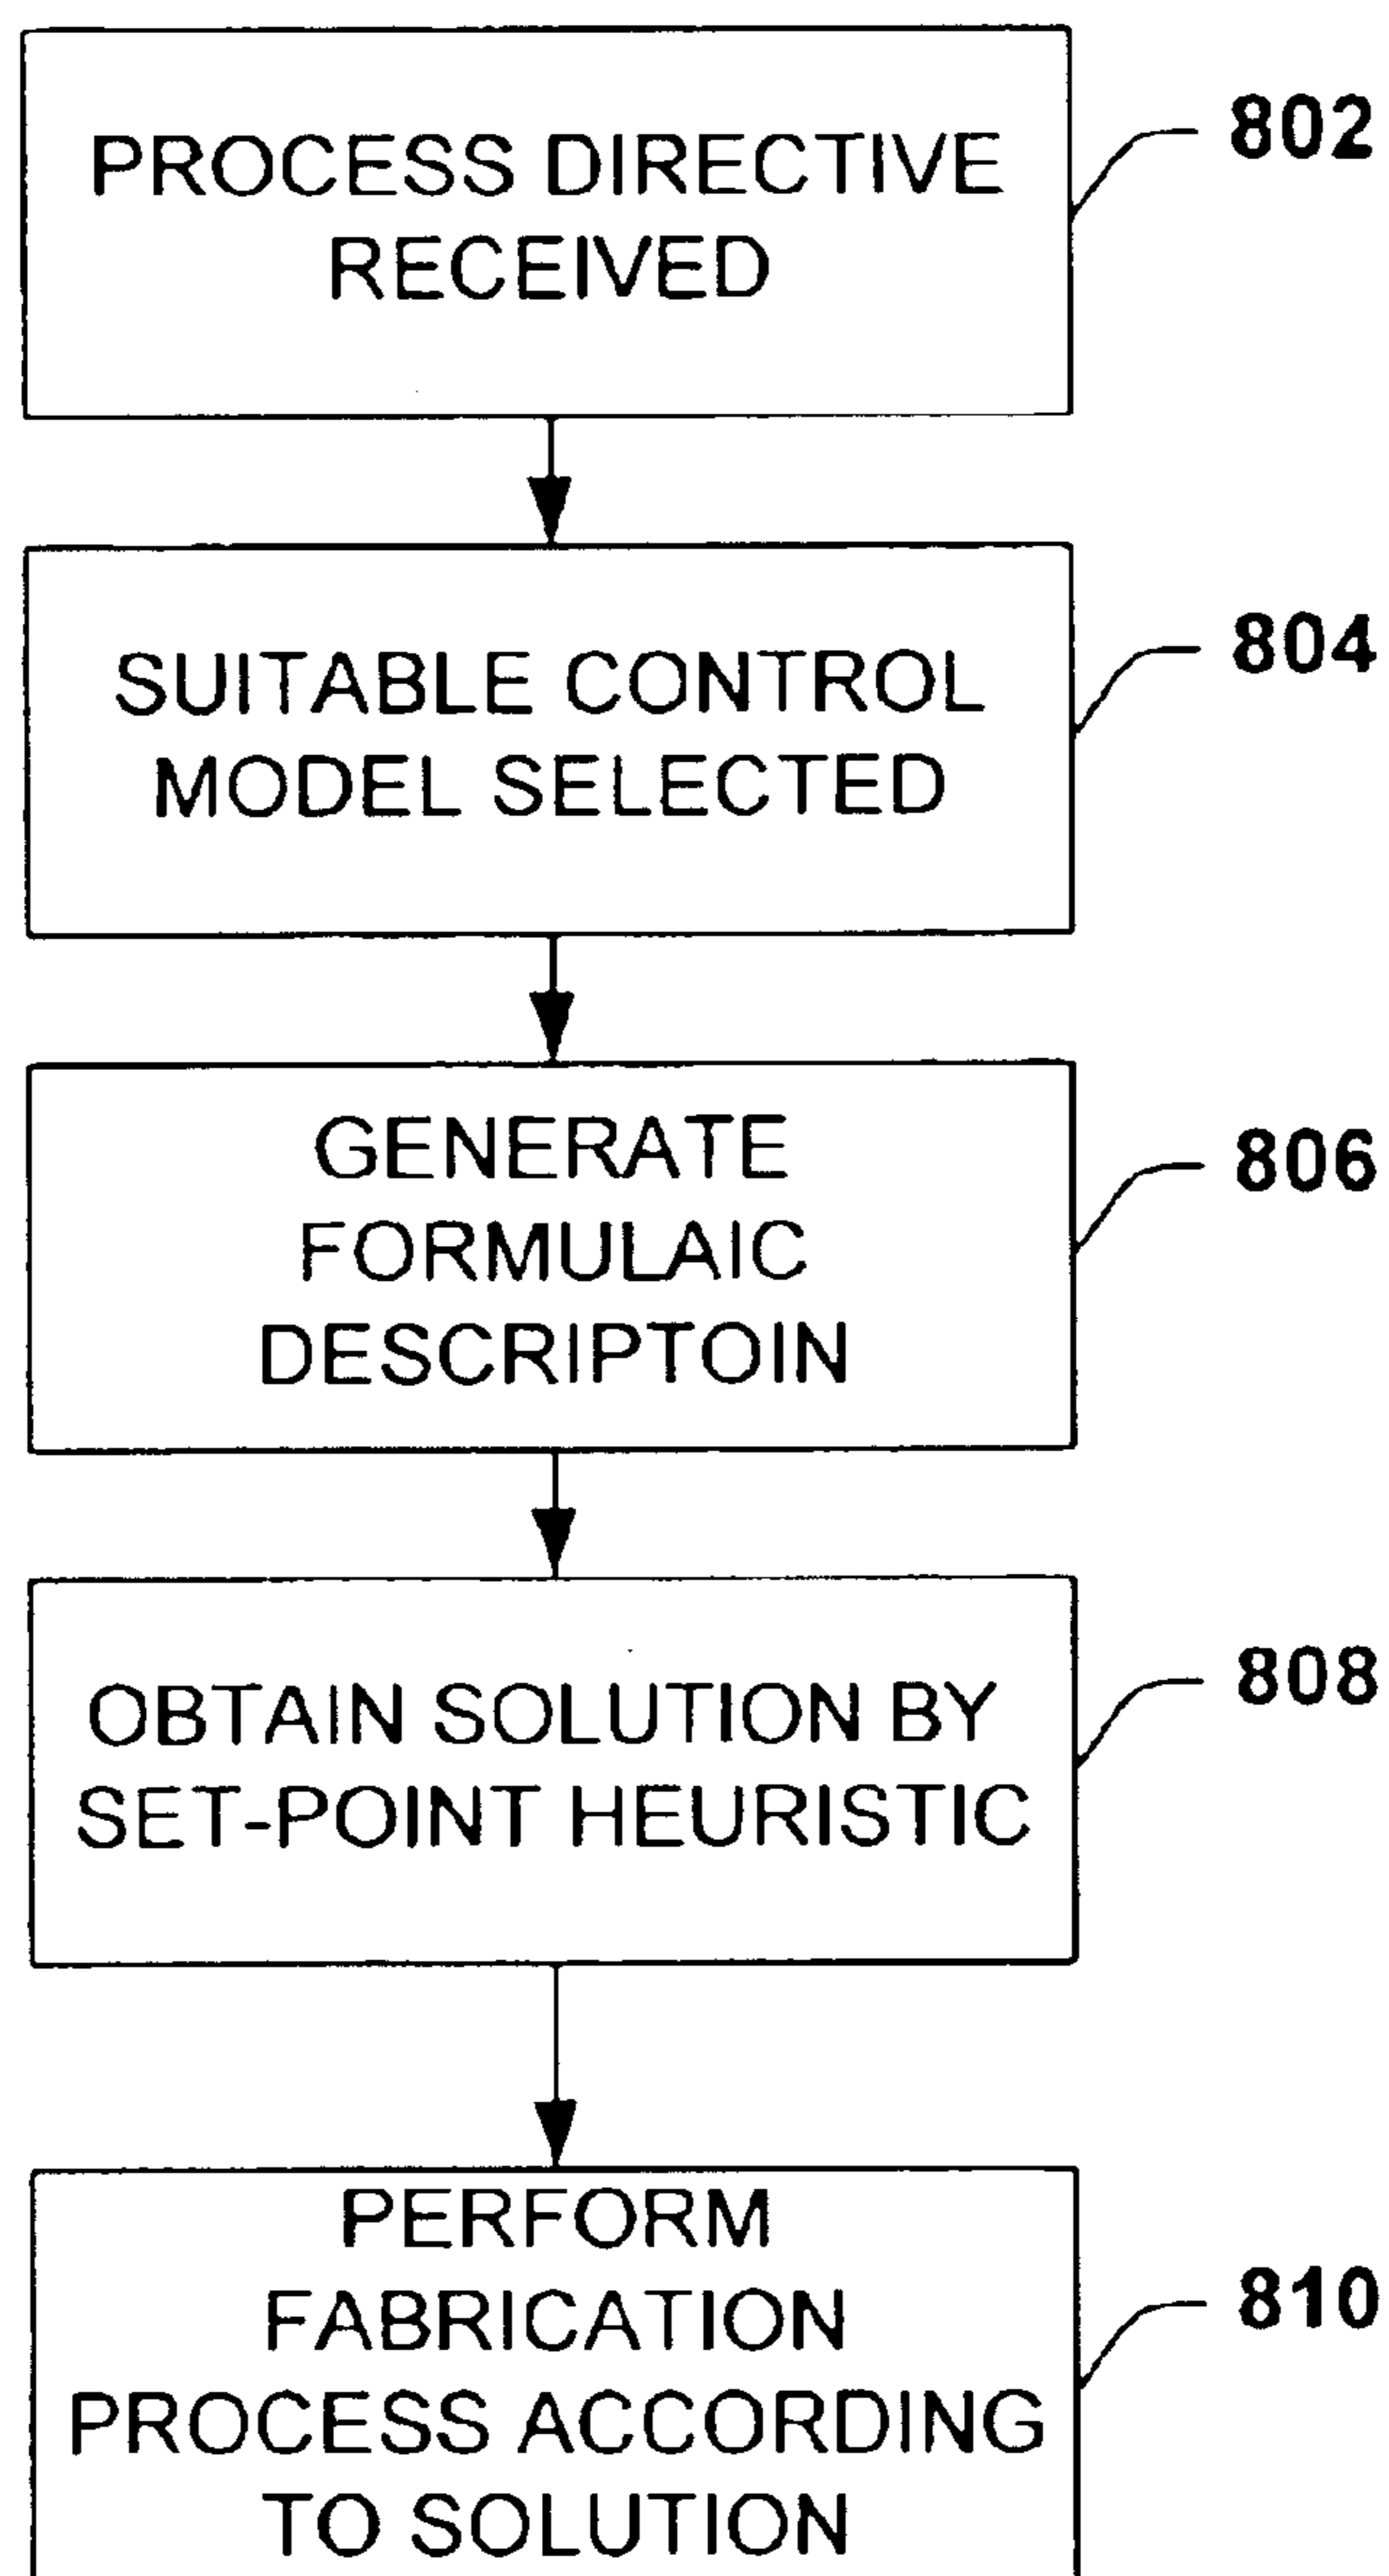 PROCESS DIRECTIVE
RECEIVED
802
SUITABLE CONTROL
MODEL SELECTED
804
GENERATE
FORMULAIC
DESCRIPTOIN
806
OBTAIN SOLUTION BY
SET-POINT HEURISTIC
808
PERFORM
FABRICATION
PROCESS ACCORDING
TO SOLUTION
810